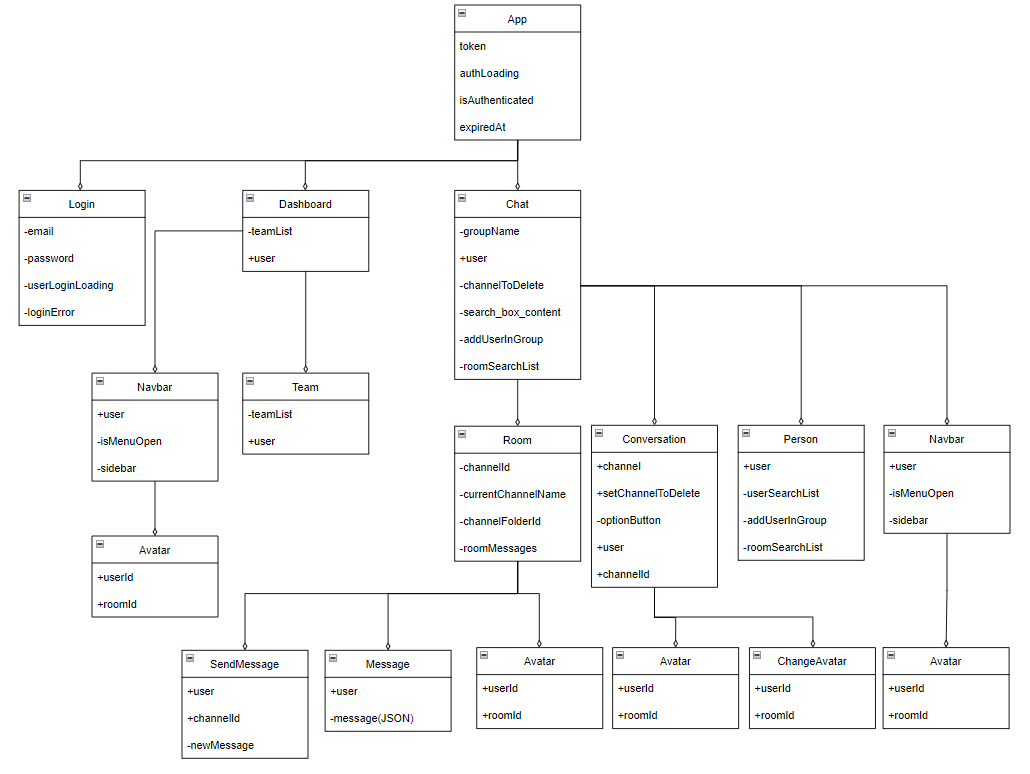 App
token
authLoading
isAuthenticated
expiredAt
Login
-email
-password
-userLoginLoading
-loginError
Dashboard
-teamList
+user
Chat
-groupName
+user
-channelToDelete
-search_box_content
-addUserInGroup
-roomSearchList
Navbar
+user
-isMenuOpen
-sidebar
Team
-teamList
+user
Room
-channelId
-currentChannelName
-channelFolderId
-roomMessages
Conversation
+channel
+setChannelToDelete
-optionButton
+user
+channelId
Person
+user
-userSearchList
-addUserInGroup
-roomSearchList
Navbar
+user
-isMenuOpen
-sidebar
Avatar
+userId
+roomId
SendMessage
+user
+channelId
-newMessage
Message
+user
-message(JSON)
Avatar
+userId
+roomId
Avatar
+userId
+roomId
ChangeAvatar
+userId
+roomId
Avatar
+userId
+roomId